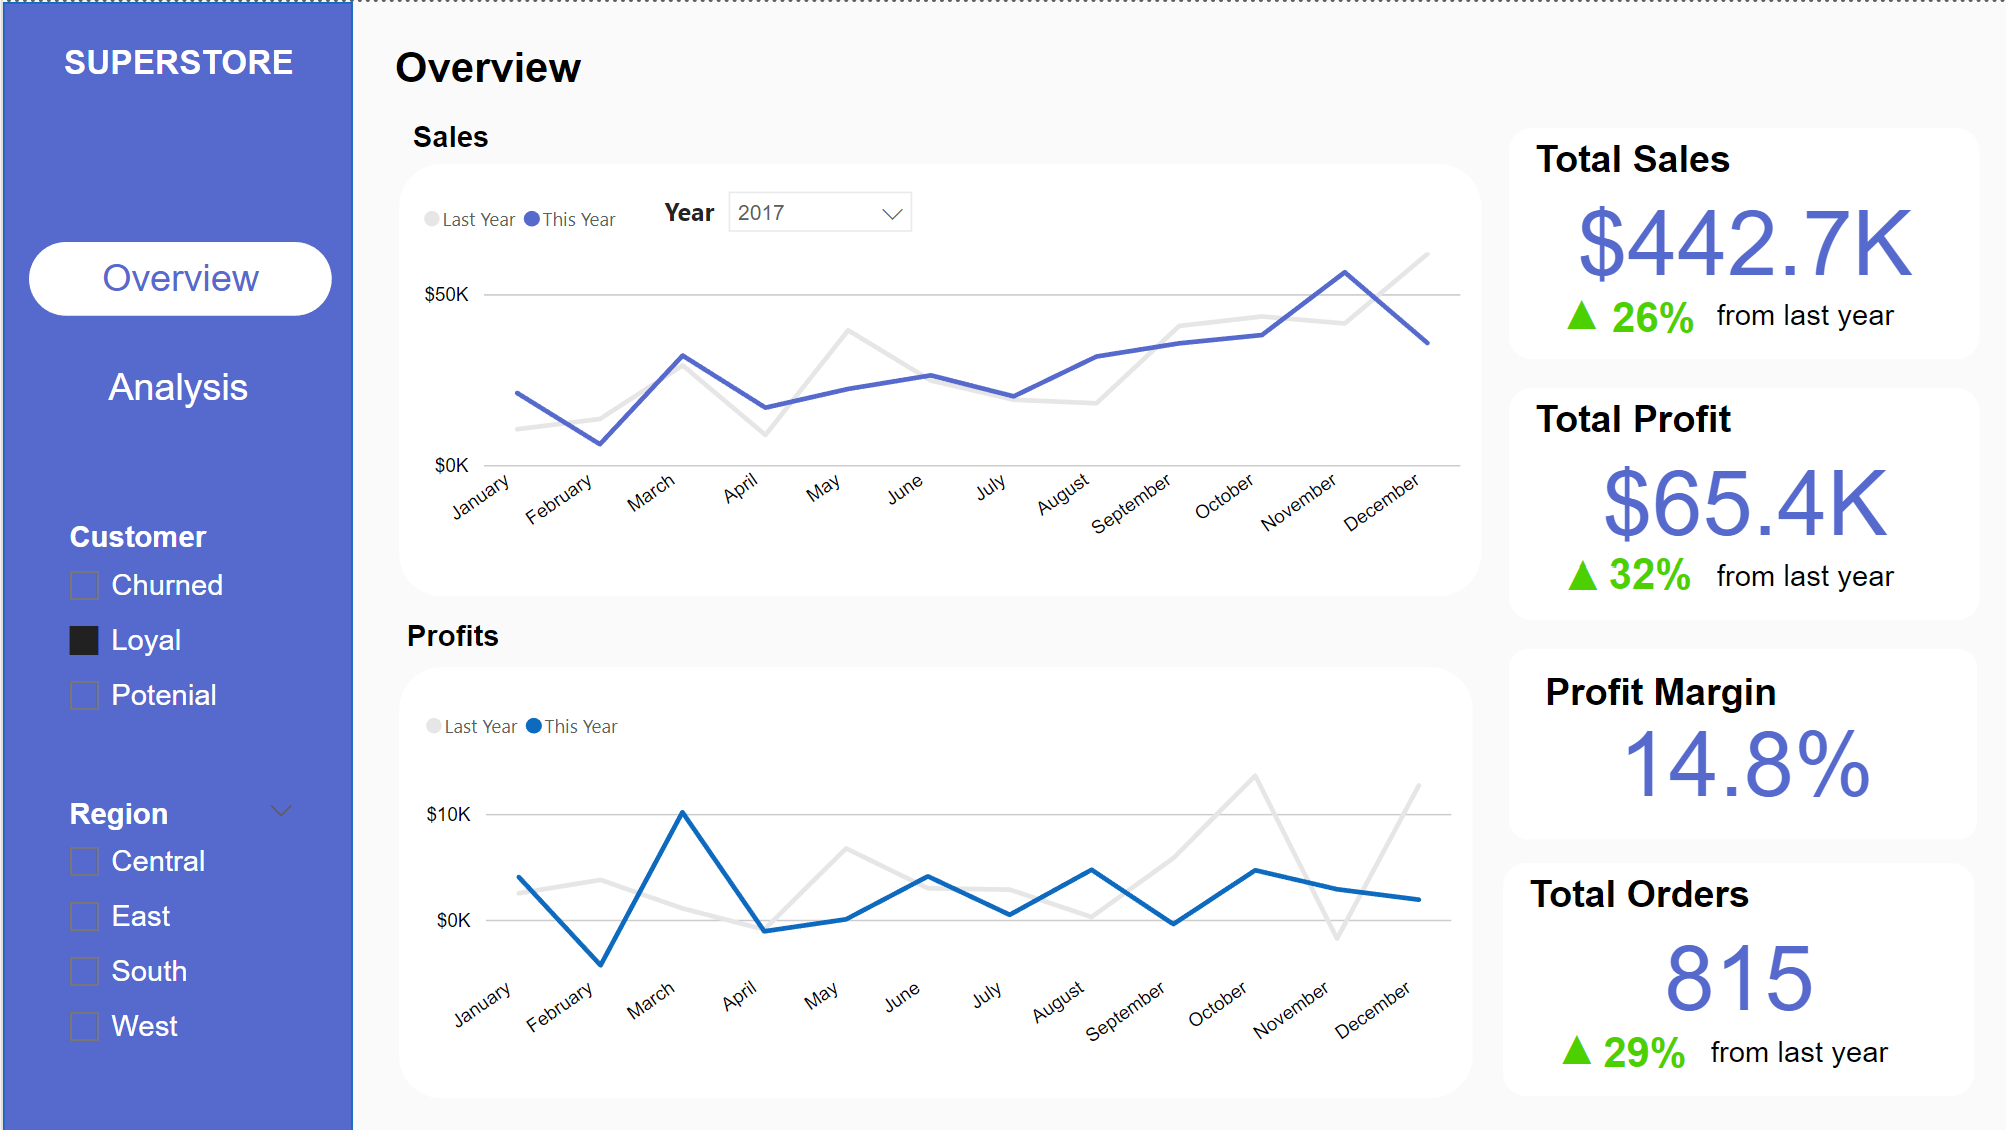 SUPERSTORE
Overview
Analysis
Customer
Churned
Loyal
Potenial
Region
Central
East
South
West
Overview
Sales
Last Year This Year
Year 2017
$50K
$0K
January February March April May June July August September October November December
Profits
Last Year This Year
$10K
$0K
January February March April May June July August September October November December
Total Sales
$442.7K
▲ 26% from last year
Total Profit
$65.4K
▲ 32% from last year
Profit Margin
14.8%
Total Orders
815
▲ 29% from last year